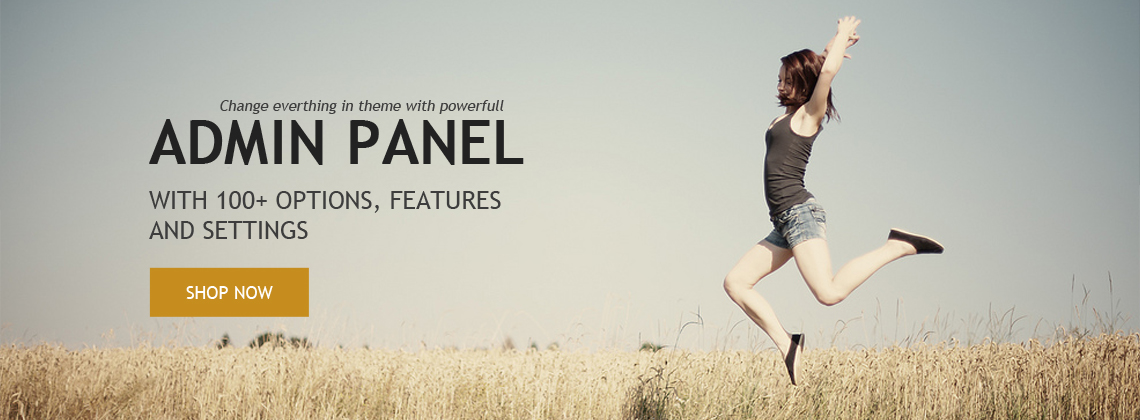 Change everthing in theme with powerfull
ADMIN PANEL
WITH 100+ OPTIONS, FEATURES
AND SETTINGS
SHOP NOW